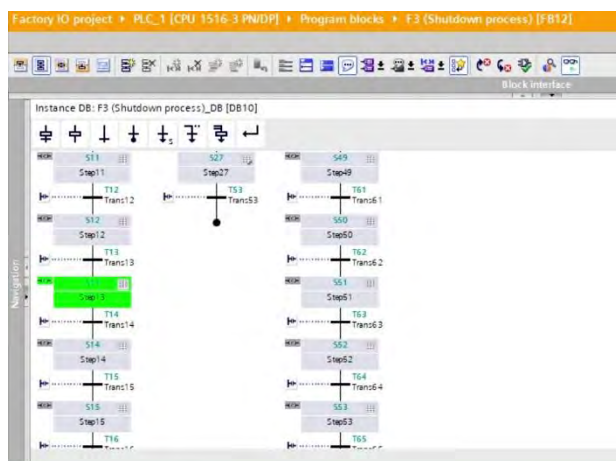 Factory IO project ▸ PLC_1 [CPU 1516-3 PN/DP] ▸ Program blocks ▸ F3 (Shutdown process) [FB12]
Block interface
Instance DB: F3 (Shutdown process)_DB [DB10]
S11 S27 S49
Step11 Step27 Step49
T12 T53 T61
Trans12 Trans53 Trans61
S12 S50
Step12 Step50
T13 T62
Trans13 Trans62
S13 S51
Step13 Step51
T14 T63
Trans14 Trans63
S14 S52
Step14 Step52
T15 T64
Trans15 Trans64
S15 S53
Step15 Step53
T16 T65
Navigation